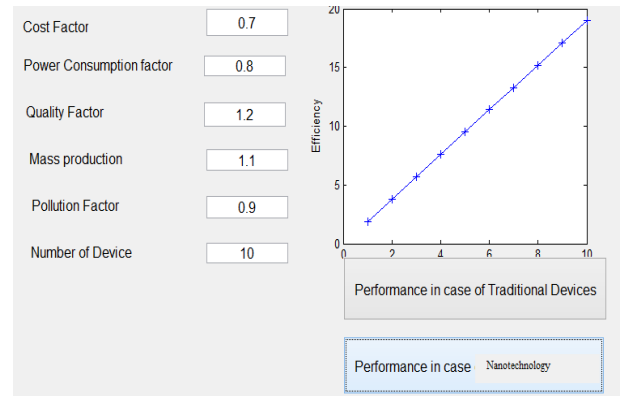 Cost Factor 0.7
Power Consumption factor 0.8
Quality Factor 1.2
Mass production 1.1
Pollution Factor 0.9
Number of Device 10
20
15
10
5
0
Efficiency
0 2 4 6 8 10
Performance in case of Traditional Devices
Performance in case Nanotechnology